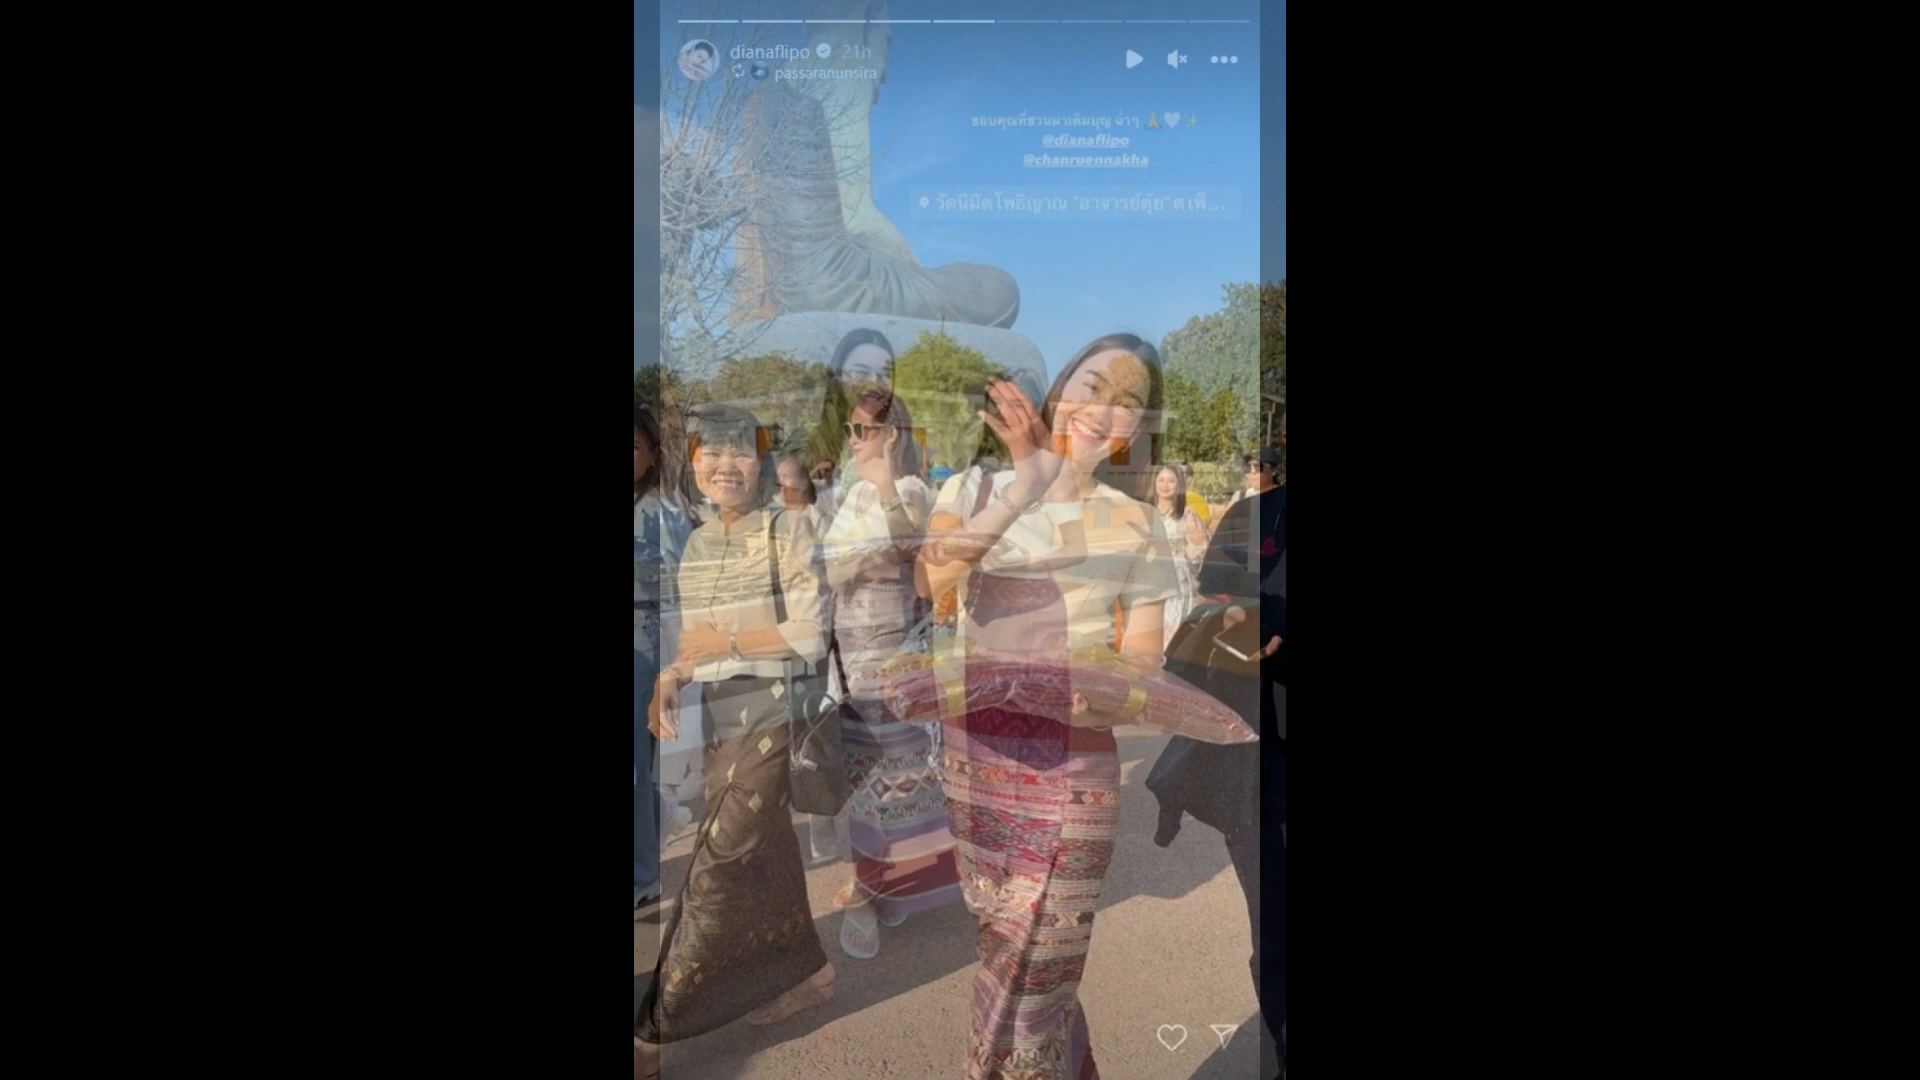 dianaflipo 21h
passaranunsira
ขอบคุณที่ชวนมาเติมบุญ ฉ่ำๆ 🙏🤍✨
@dianaflipo
@chanruennakha
วัดนิมิตโพธิญาณ "อาจารย์ตุ๋ย" ต เพี...